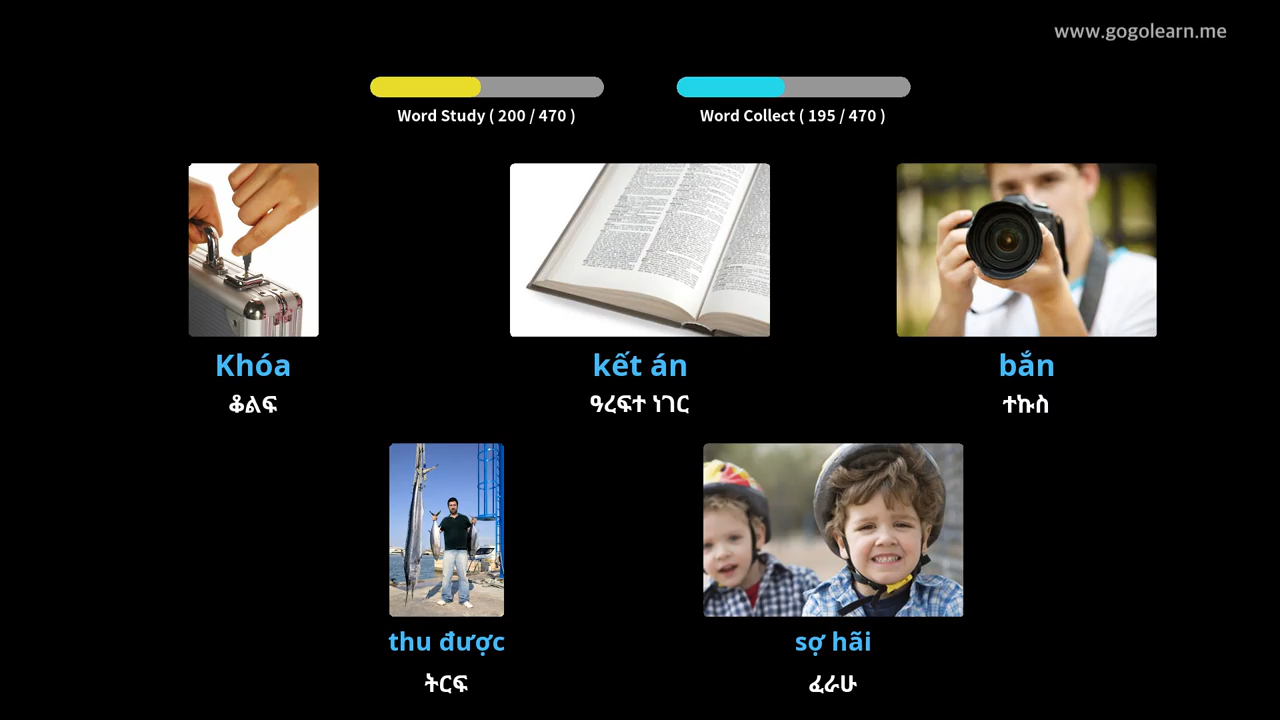 www.gogolearn.me
Word Study ( 200 / 470 )
Word Collect ( 195 / 470 )
Khóa
ቆልፍ
kết án
ዓረፍተ ነገር
bắn
ተኩስ
thu được
ትርፍ
sợ hãi
ፈራሁ